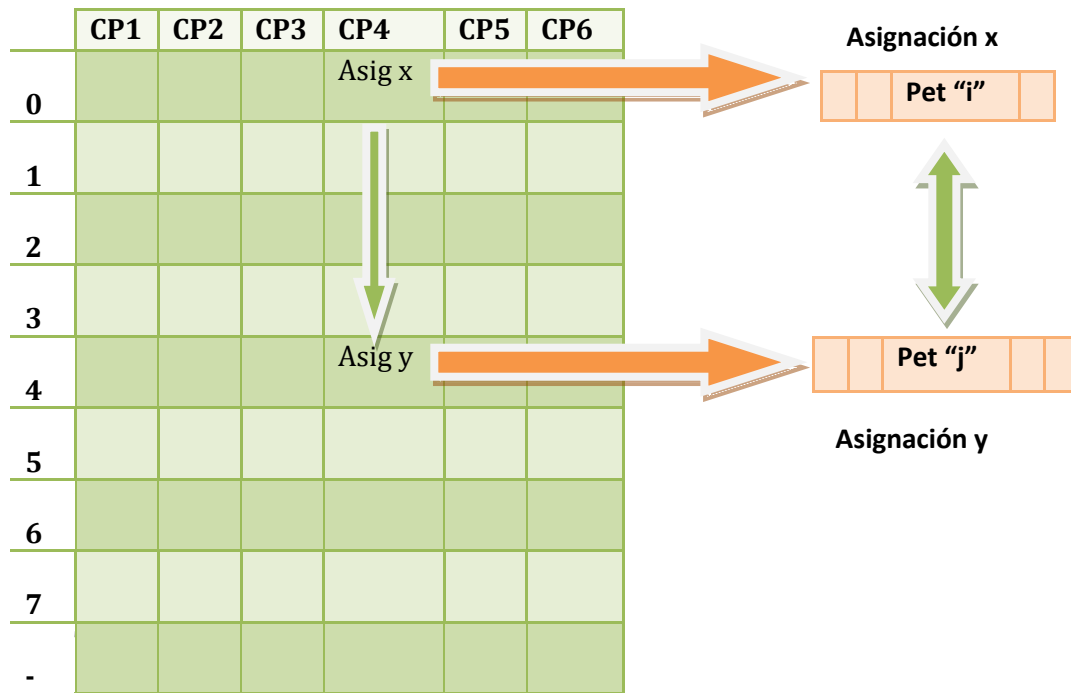 CP1 CP2 CP3 CP4 CP5 CP6
Asignación x
Asig x
Pet “i”
0
1
2
3
Asig y
Pet “j”
4
Asignación y
5
6
7
-